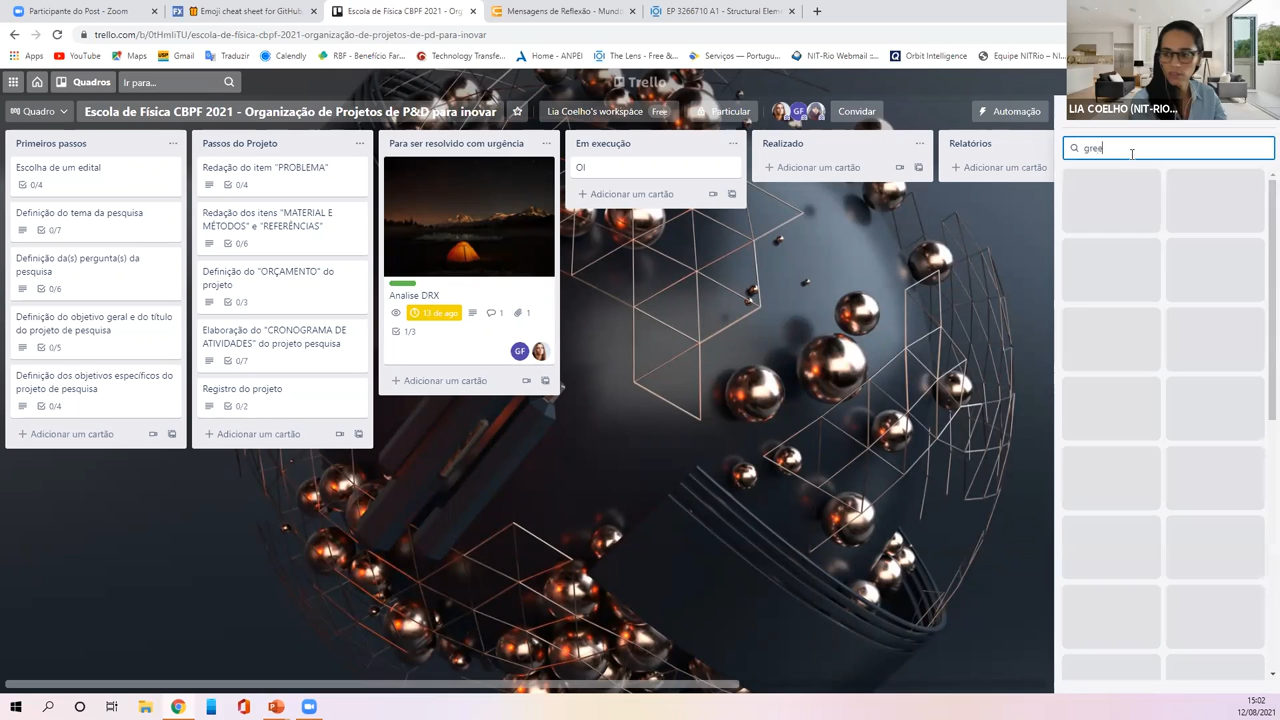 Participante do Post - Zoom
Emoji cheat sheet for GitHub
Escola de Física CBPF 2021 - Org
Mensagens de Reflexão - Mund
EP 3266710 A1 - Structural Elem
trello.com/b/0tHmIiTU/escola-de-física-cbpf-2021-organização-de-projetos-de-pd-para-inovar
Apps
YouTube
Maps
Gmail
Traduzir
Calendly
RBF - Benefício Far...
Technology Transfer...
Home - ANPEI
The Lens - Free &...
Serviços — Portugu...
NIT-Rio Webmail ::...
Orbit Intelligence
Equipe NITRio – NI...
Quadros
Ir para...
Trello
Quadro
Escola de Física CBPF 2021 - Organização de Projetos de P&D para inovar
Lia Coelho's workspace
Free
Particular
GF
Convidar
Automação
LIA COELHO (NIT-RIO...
gree
Primeiros passos
Escolha de um edital
0/4
Definição do tema da pesquisa
0/7
Definição da(s) pergunta(s) da
pesquisa
0/6
Definição do objetivo geral e do título
do projeto de pesquisa
0/5
Definição dos objetivos específicos do
projeto de pesquisa
0/4
Adicionar um cartão
Passos do Projeto
Redação do item "PROBLEMA"
0/4
Redação dos itens "MATERIAL E
MÉTODOS" e "REFERÊNCIAS"
0/6
Definição do "ORÇAMENTO" do
projeto
0/3
Elaboração do "CRONOGRAMA DE
ATIVIDADES" do projeto pesquisa
0/7
Registro do projeto
0/2
Adicionar um cartão
Para ser resolvido com urgência
Analise DRX
13 de ago
1
1
1/3
GF
Adicionar um cartão
Em execução
OI
Adicionar um cartão
Realizado
Adicionar um cartão
Relatórios
Adicionar um cartão
15:02
12/08/2021